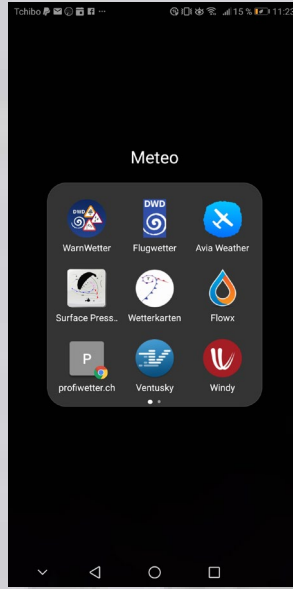 Tchibo ... 15 % 11:23
Meteo
DWD
DWD
WarnWetter Flugwetter Avia Weather
Surface Press.. Wetterkarten Flowx
P
profiwetter.ch Ventusky Windy